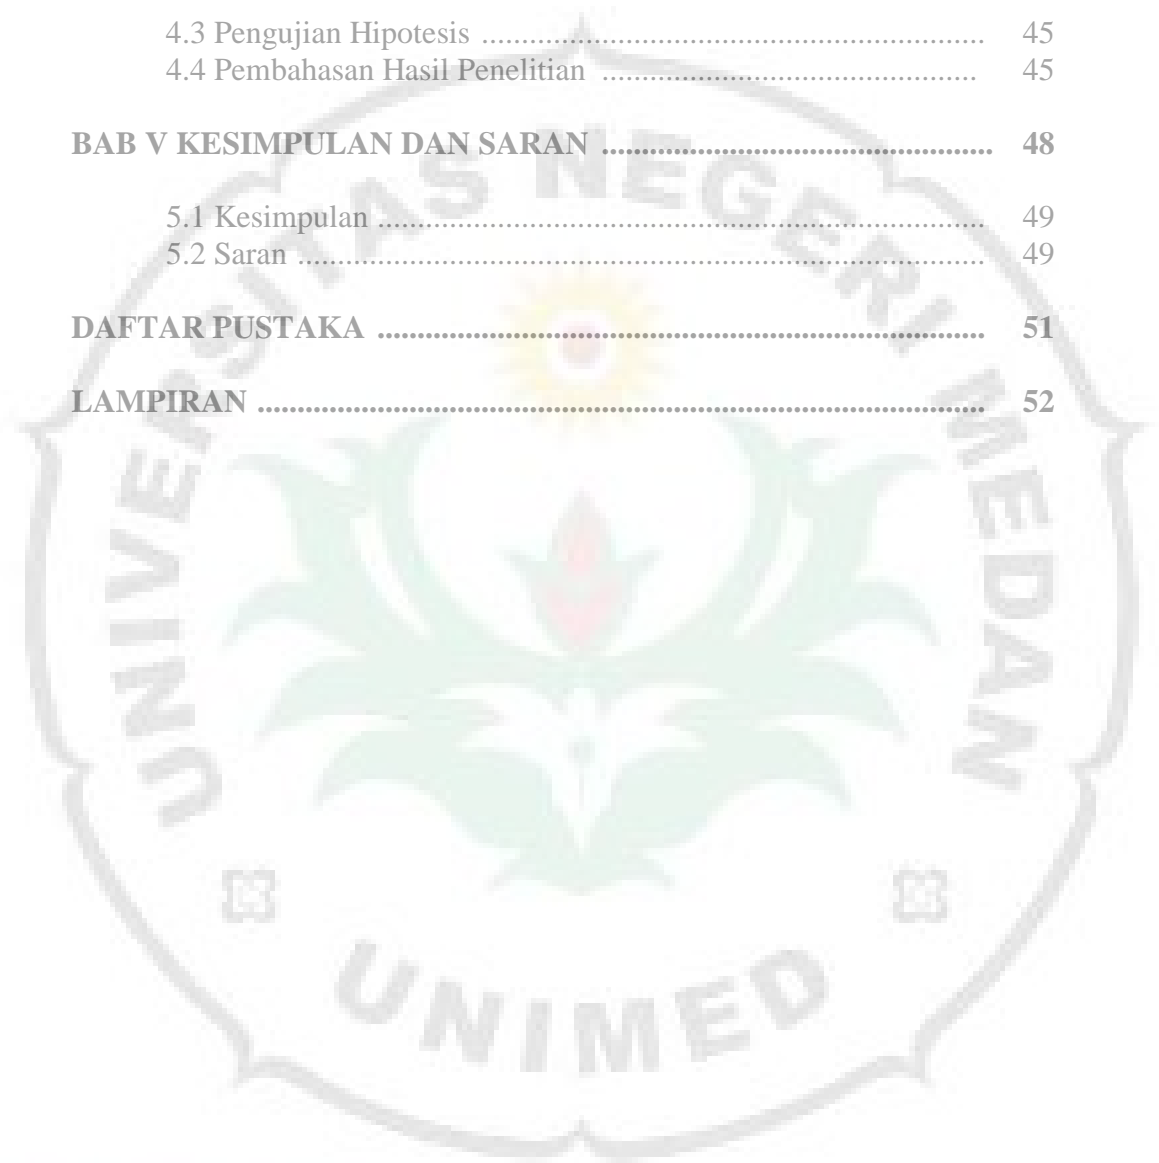 4.3 Pengujian Hipotesis ............................................................... 45
4.4 Pembahasan Hasil Penelitian ............................................... 45
BAB V KESIMPULAN DAN SARAN ................................................. 48
5.1 Kesimpulan ............................................................................ 49
5.2 Saran ...................................................................................... 49
DAFTAR PUSTAKA ............................................................................ 51
LAMPIRAN ........................................................................................... 52
UNIVERSITAS NEGERI MEDAN
UNIMED